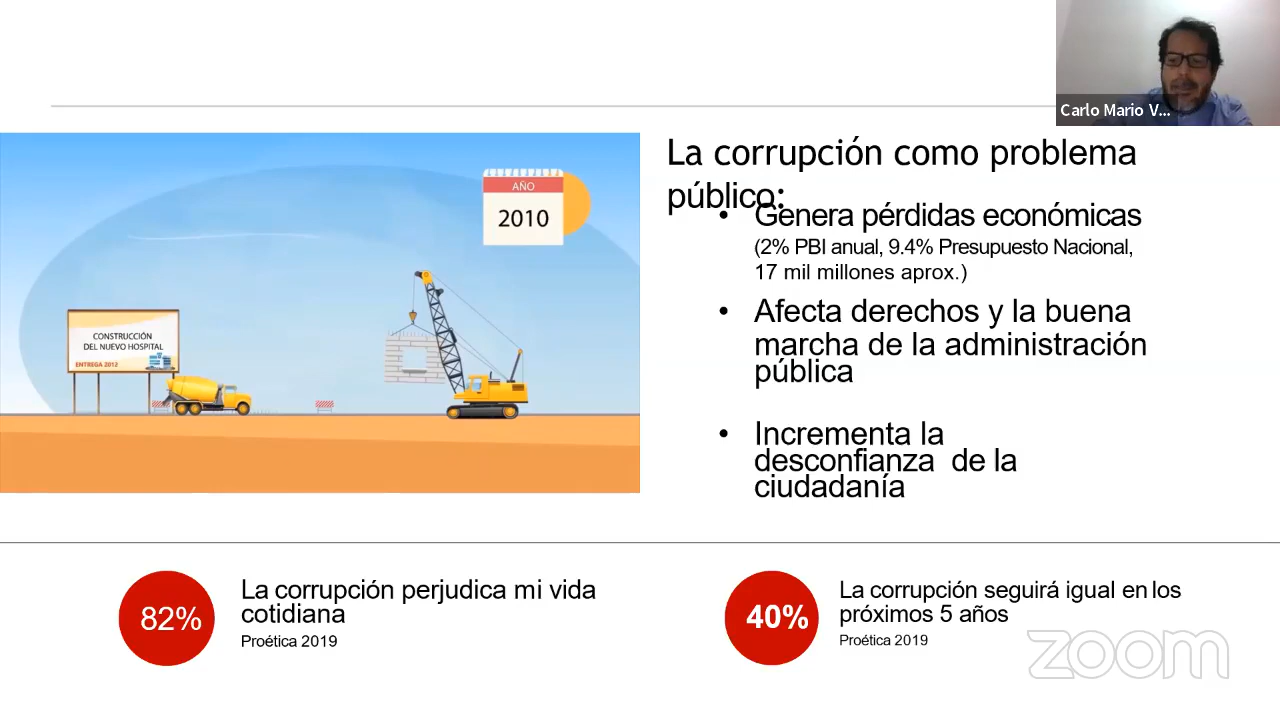 Carlo Mario V...
La corrupción como problema
público:
• Genera pérdidas económicas
(2% PBI anual, 9.4% Presupuesto Nacional,
17 mil millones aprox.)
• Afecta derechos y la buena
marcha de la administración
pública
• Incrementa la
desconfianza de la
ciudadanía
AÑO
2010
CONSTRUCCIÓN
DEL NUEVO HOSPITAL
ENTREGA 2012
82%
La corrupción perjudica mi vida
cotidiana
Proética 2019
40%
La corrupción seguirá igual en los
próximos 5 años
Proética 2019
zoom